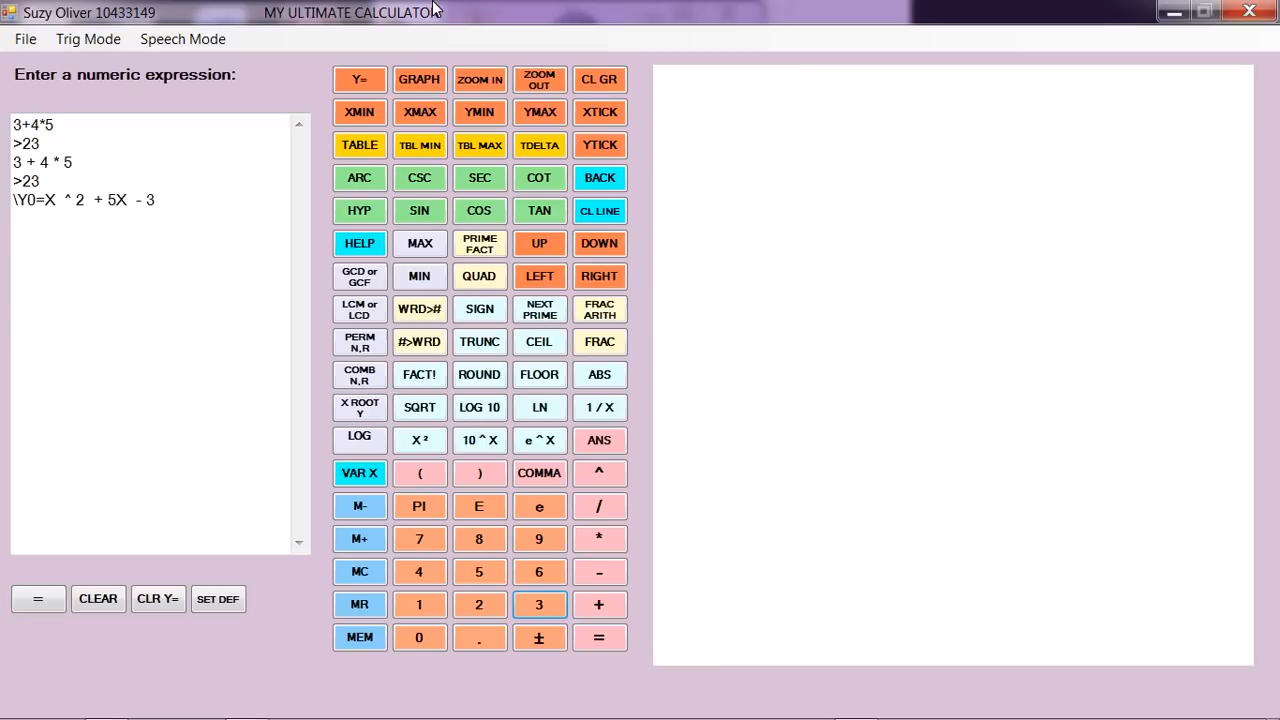 Suzy Oliver 10433149 MY ULTIMATE CALCULATOR
File Trig Mode Speech Mode
Enter a numeric expression:
3+4*5
>23
3 + 4 * 5
>23
\Y0=X ^ 2 + 5X - 3
= CLEAR CLR Y= SET DEF
Y= GRAPH ZOOM IN ZOOM OUT CL GR
XMIN XMAX YMIN YMAX XTICK
TABLE TBL MIN TBL MAX TDELTA YTICK
ARC CSC SEC COT BACK
HYP SIN COS TAN CL LINE
HELP MAX PRIME FACT UP DOWN
GCD or GCF MIN QUAD LEFT RIGHT
LCM or LCD WRD># SIGN NEXT PRIME FRAC ARITH
PERM N,R #>WRD TRUNC CEIL FRAC
COMB N,R FACT! ROUND FLOOR ABS
X ROOT Y SQRT LOG 10 LN 1 / X
LOG X ² 10 ^ X e ^ X ANS
VAR X ( ) COMMA ^
M- PI E e /
M+ 7 8 9 *
MC 4 5 6 -
MR 1 2 3 +
MEM 0 . ± =